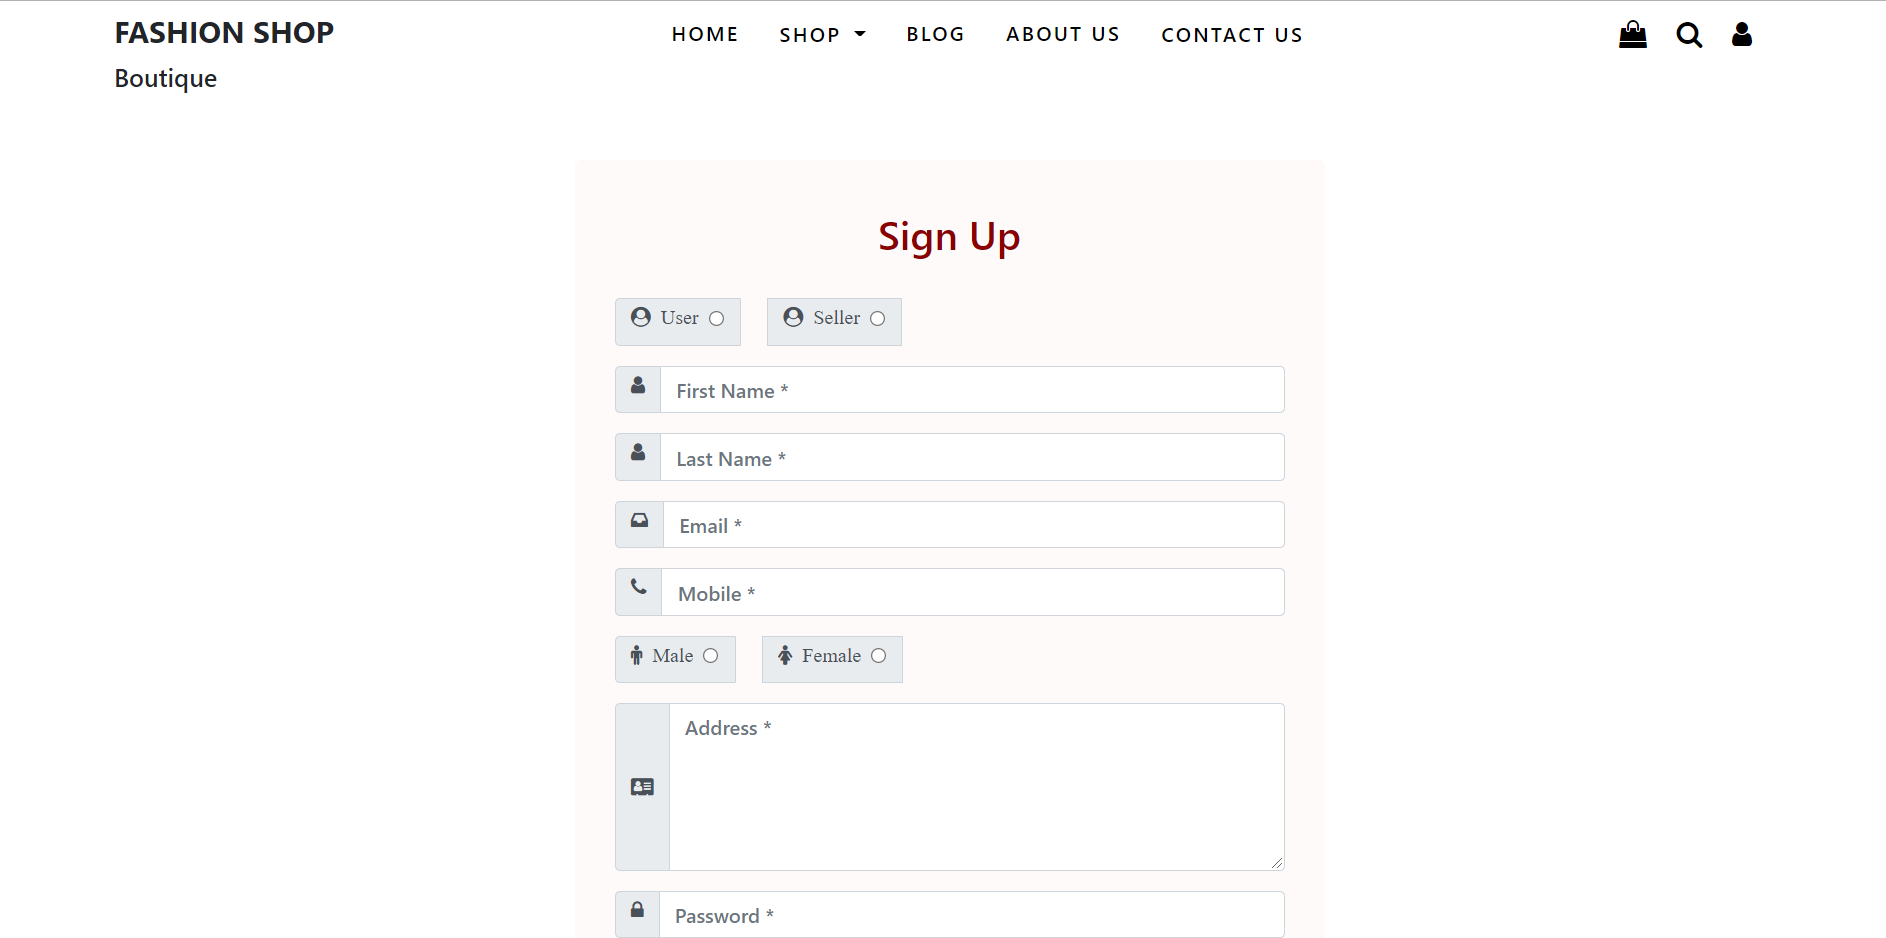 FASHION SHOP
Boutique
HOME SHOP BLOG ABOUT US CONTACT US
Sign Up
User Seller
First Name *
Last Name *
Email *
Mobile *
Male Female
Address *
Password *